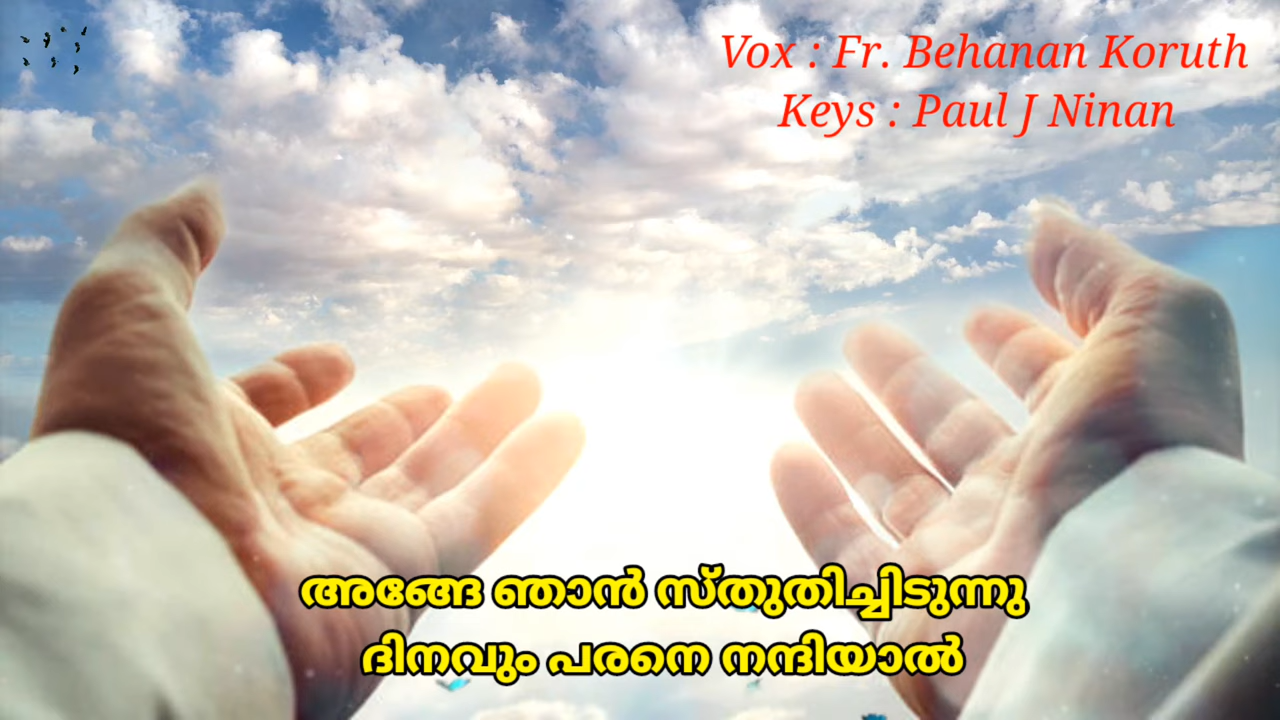 Vox : Fr. Behanan Koruth
Keys : Paul J Ninan
അങ്ങേ ഞാൻ സ്തുതിച്ചിടുന്നു
ദിനവും പരനെ നന്ദിയാൽ